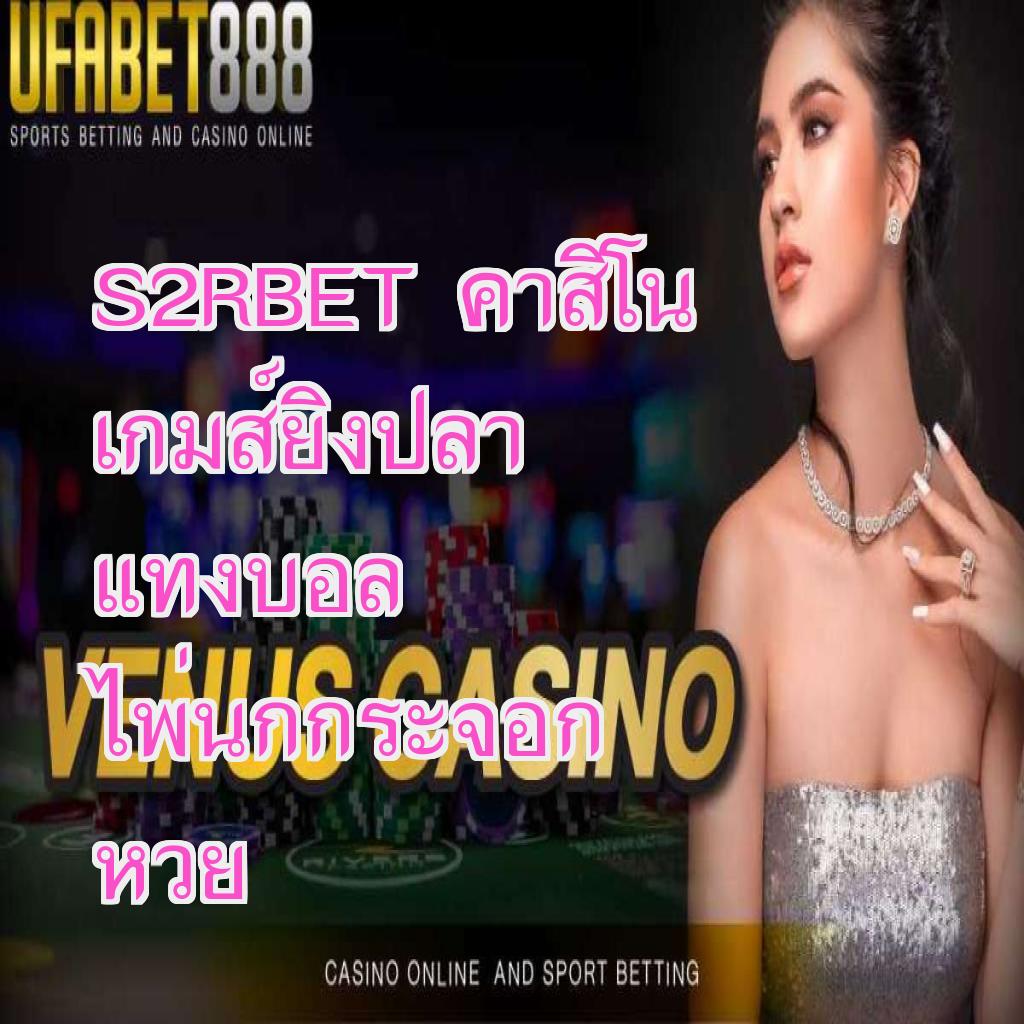 UFABET888
SPORTS BETTING AND CASINO ONLINE
S2RBET คาสิโน
เกมส์ยิงปลา
แทงบอล
VENUS CASINO
ไพ่นกกระจอก
หวย
CASINO ONLINE AND SPORT BETTING